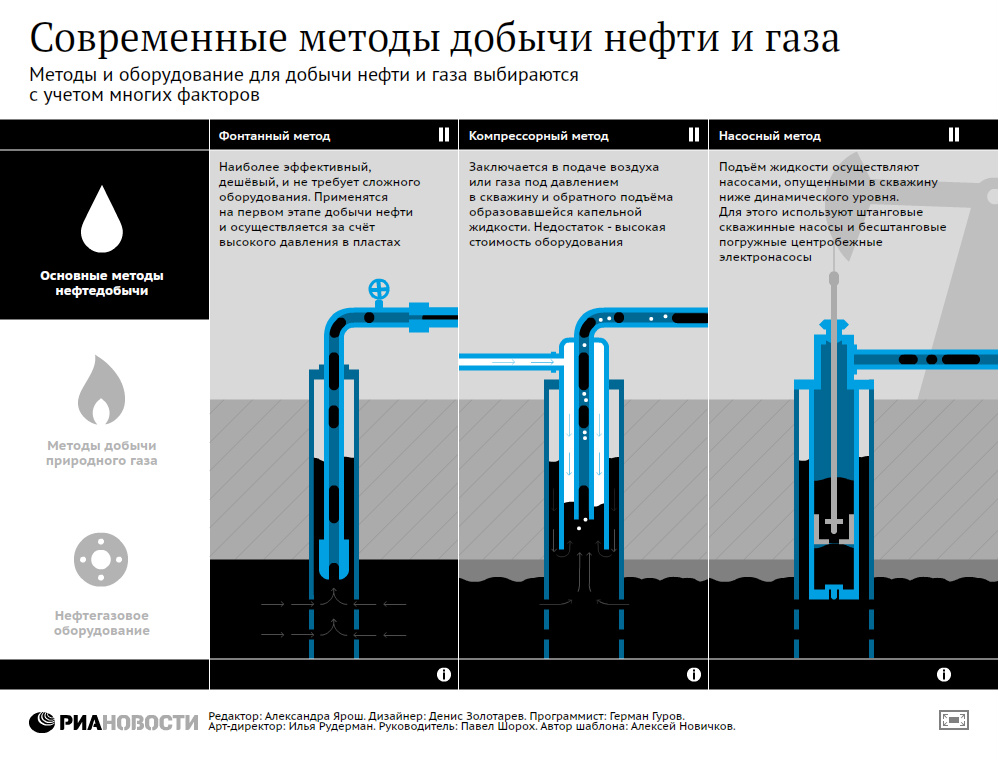 Современные методы добычи нефти и газа
Методы и оборудование для добычи нефти и газа выбираются
с учетом многих факторов
Фонтанный метод
Компрессорный метод
Насосный метод
Наиболее эффективный,
дешёвый, и не требует сложного
оборудования. Применятся
на первом этапе добычи нефти
и осуществляется за счёт
высокого давления в пластах
Заключается в подаче воздуха
или газа под давлением
в скважину и обратного подъёма
образовавшейся капельной
жидкости. Недостаток - высокая
стоимость оборудования
Подъём жидкости осуществляют
насосами, опущенными в скважину
ниже динамического уровня.
Для этого используют штанговые
скважинные насосы и бесштанговые
погружные центробежные
электронасосы
Основные методы
нефтедобычи
Методы добычи
природного газа
Нефтегазовое
оборудование
РИАНОВОСТИ
Редактор: Александра Ярош. Дизайнер: Денис Золотарев. Программист: Герман Гуров.
Арт-директор: Илья Рудерман. Руководитель: Павел Шорох. Автор шаблона: Алексей Новичков.